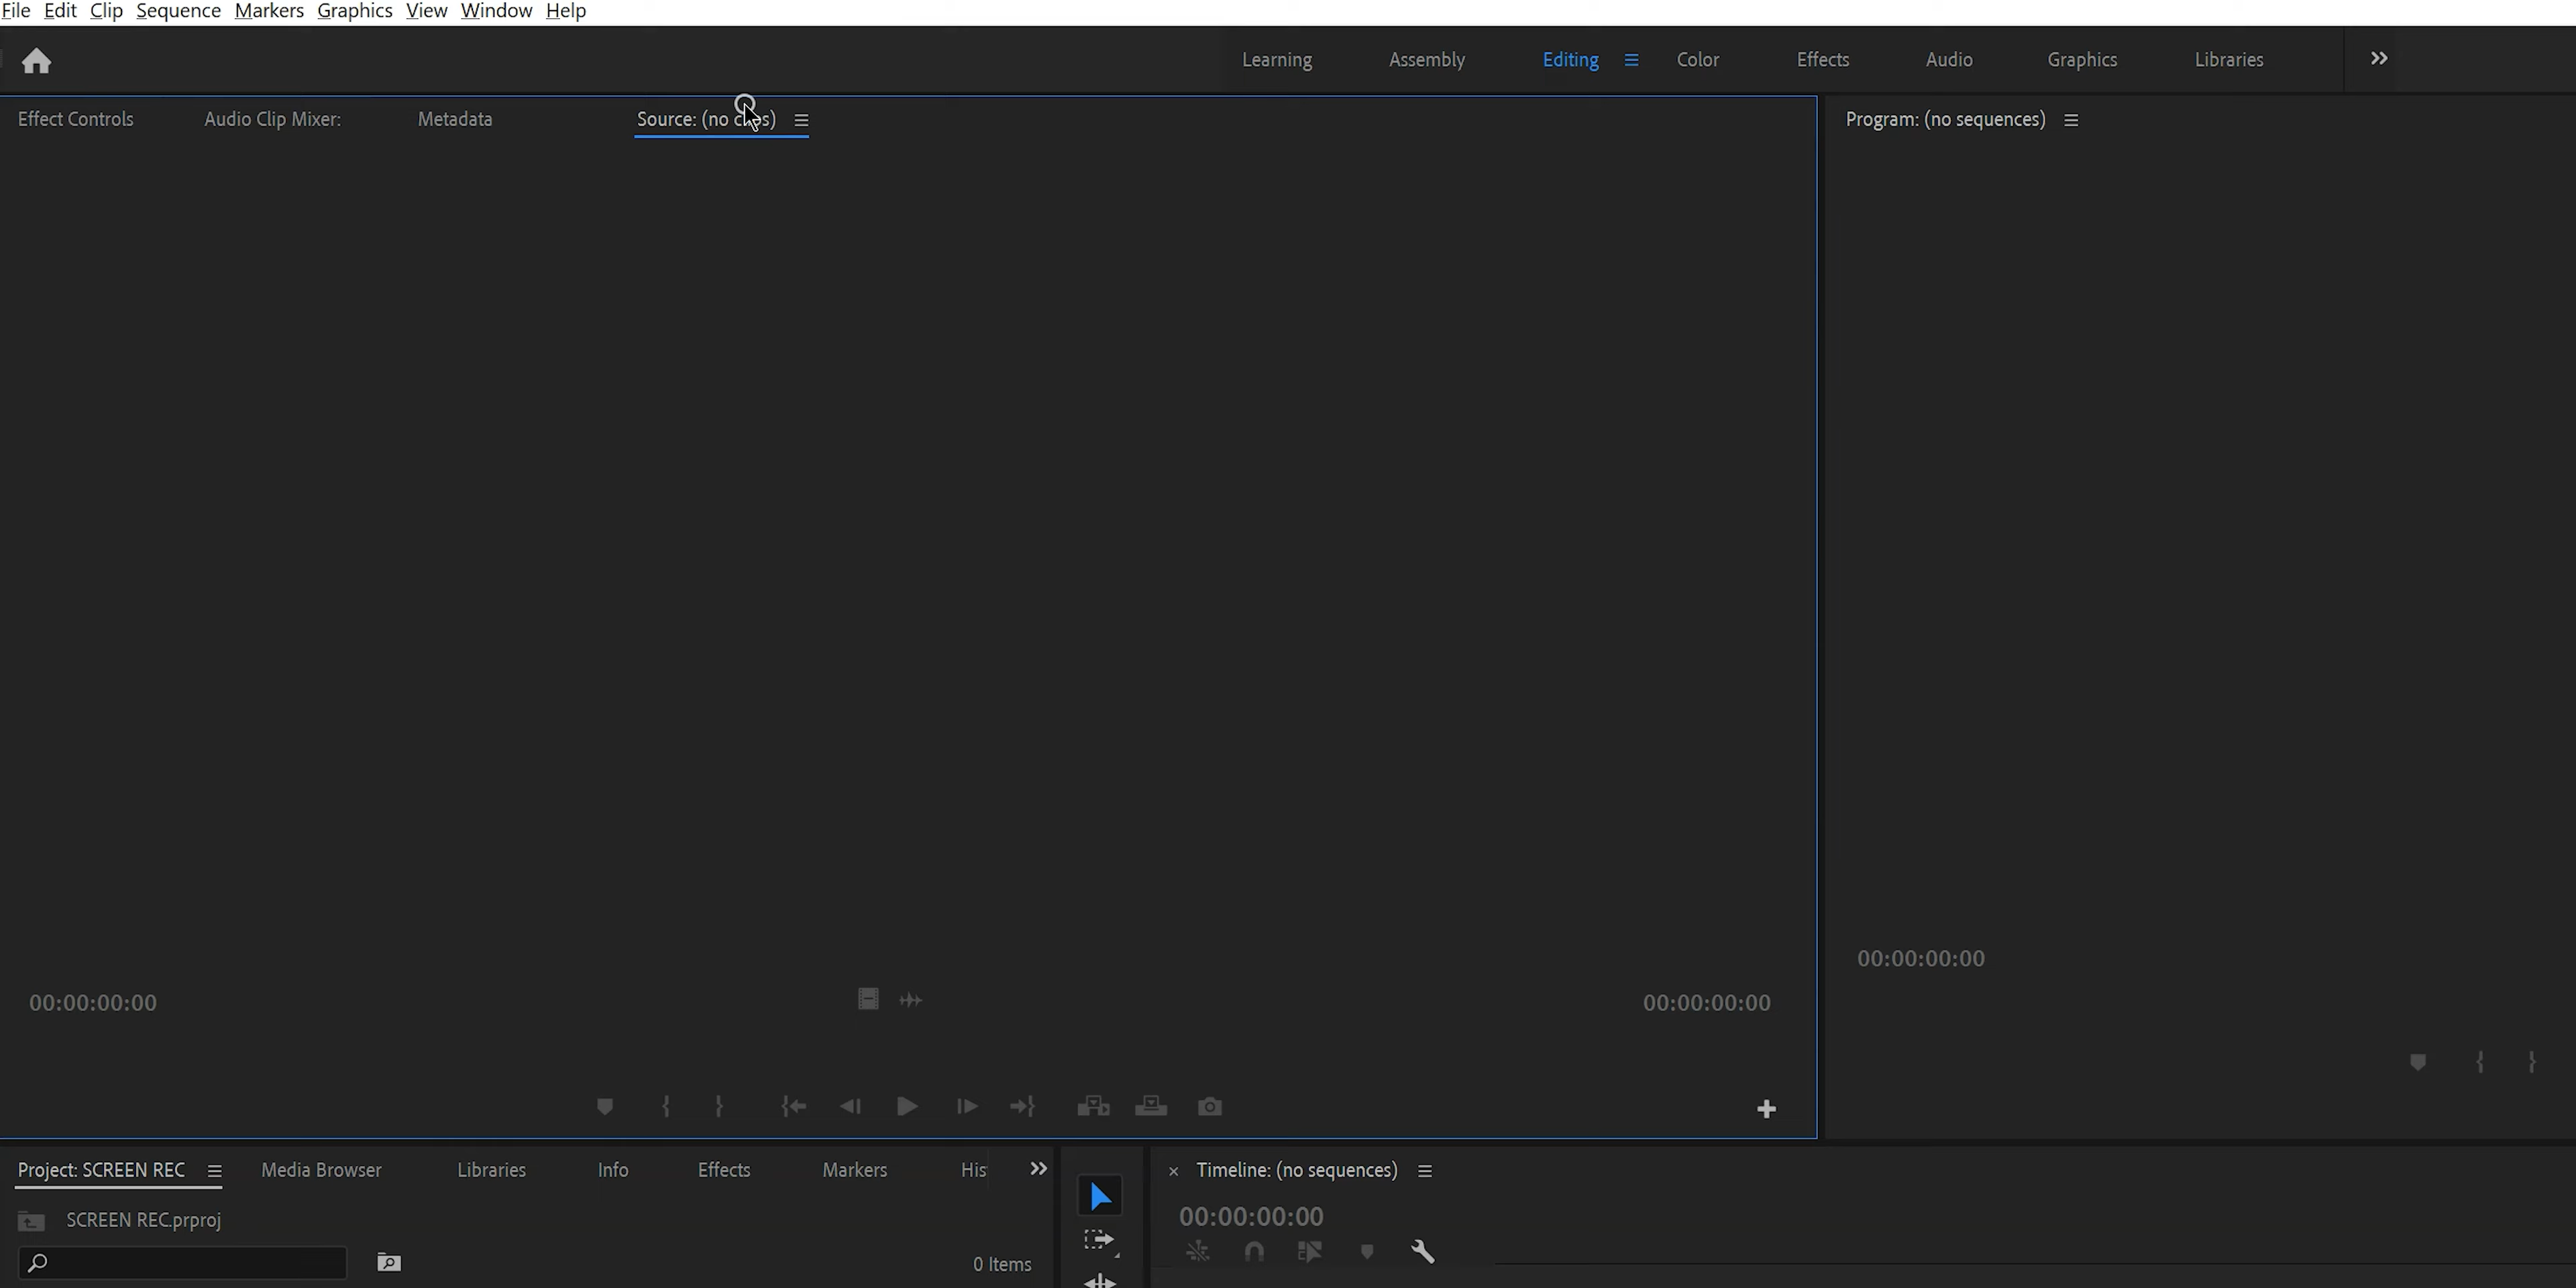 File Edit Clip Sequence Markers Graphics View Window Help
Learning Assembly Editing Color Effects Audio Graphics Libraries
Effect Controls Audio Clip Mixer: Metadata Source: (no clips) Program: (no sequences)
00:00:00:00
00:00:00:00 00:00:00:00
Project: SCREEN REC Media Browser Libraries Info Effects Markers His Timeline: (no sequences)
SCREEN REC.prproj 00:00:00:00
0 Items